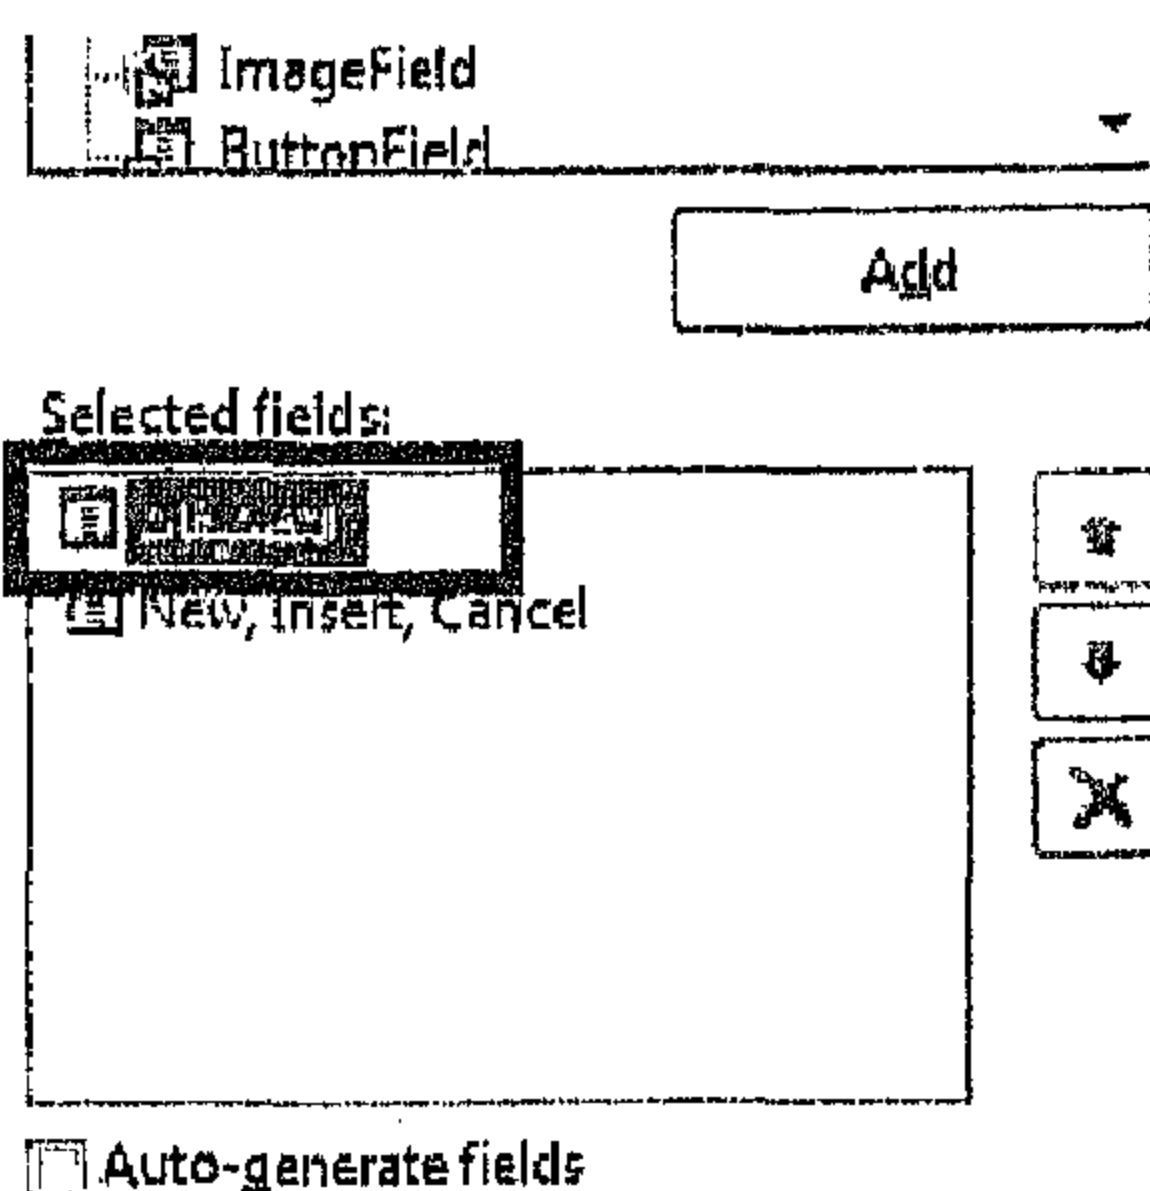 ImageField
ButtonField
Add
Selected fields:
New, Insert, Cancel
Auto-generate fields